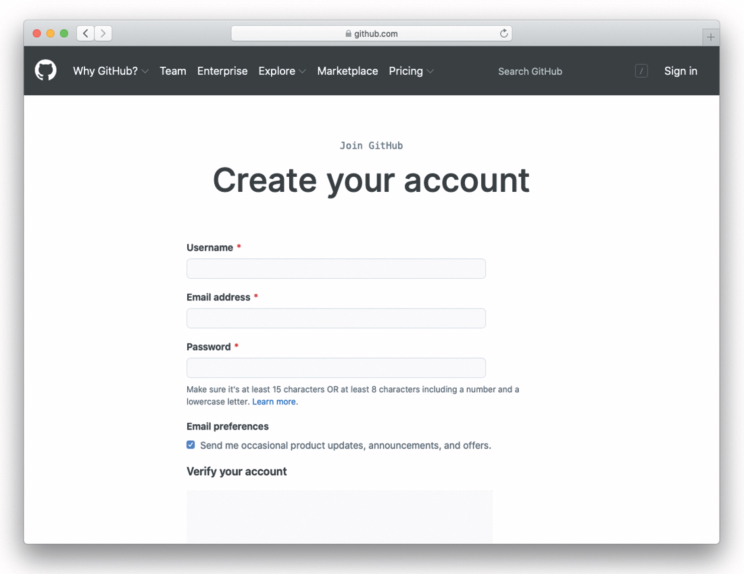 github.com
Why GitHub? Team Enterprise Explore Marketplace Pricing Search GitHub / Sign in
Join GitHub
Create your account
Username *
Email address *
Password *
Make sure it's at least 15 characters OR at least 8 characters including a number and a
lowercase letter. Learn more.
Email preferences
Send me occasional product updates, announcements, and offers.
Verify your account